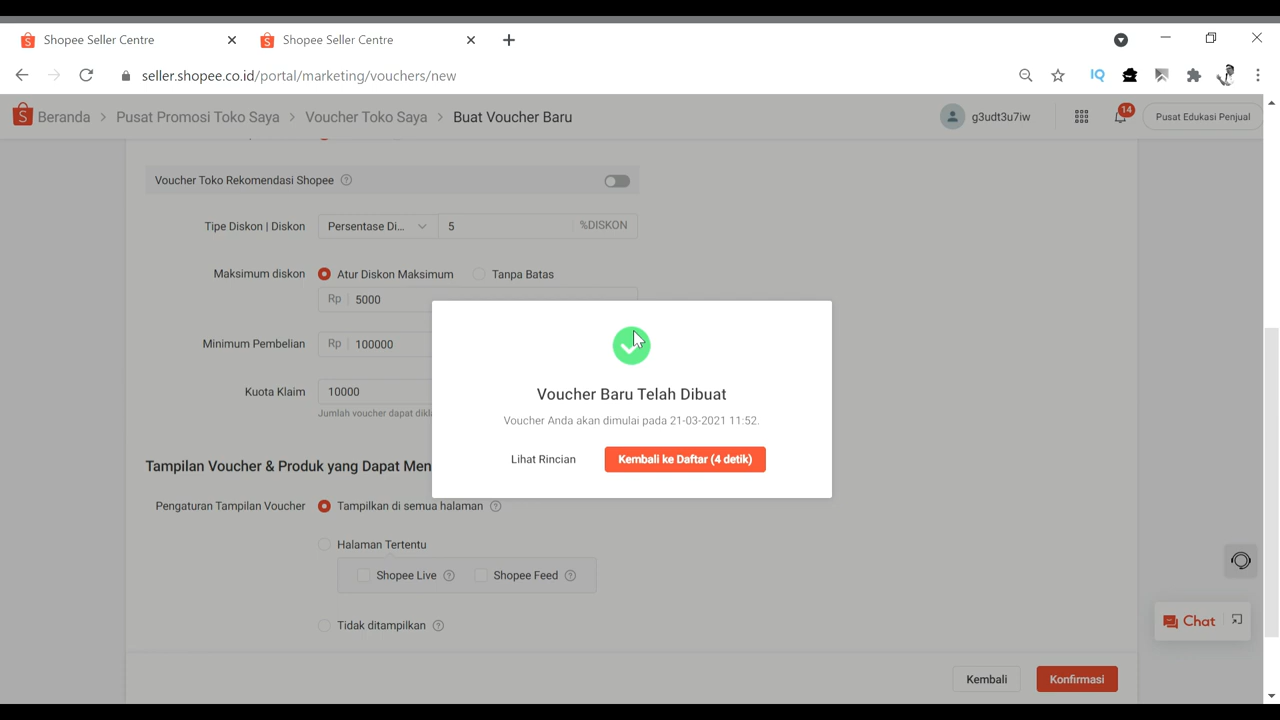 Shopee Seller Centre
Shopee Seller Centre
seller.shopee.co.id/portal/marketing/vouchers/new
IQ
Beranda > Pusat Promosi Toko Saya > Voucher Toko Saya > Buat Voucher Baru
g3udt3u7iw
14
Pusat Edukasi Penjual
Voucher Toko Rekomendasi Shopee
Tipe Diskon | Diskon
Persentase Di...
5
%DISKON
Maksimum diskon
Atur Diskon Maksimum
Tanpa Batas
Rp 5000
Minimum Pembelian
Rp 100000
Kuota Klaim
10000
Jumlah voucher dapat
Voucher Baru Telah Dibuat
Voucher Anda akan dimulai pada 21-03-2021 11:52.
Lihat Rincian
Kembali ke Daftar (4 detik)
Tampilan Voucher & Produk yang Dapat
Pengaturan Tampilan Voucher
Tampilkan di semua halaman
Halaman Tertentu
Shopee Live
Shopee Feed
Tidak ditampilkan
Chat
Kembali
Konfirmasi